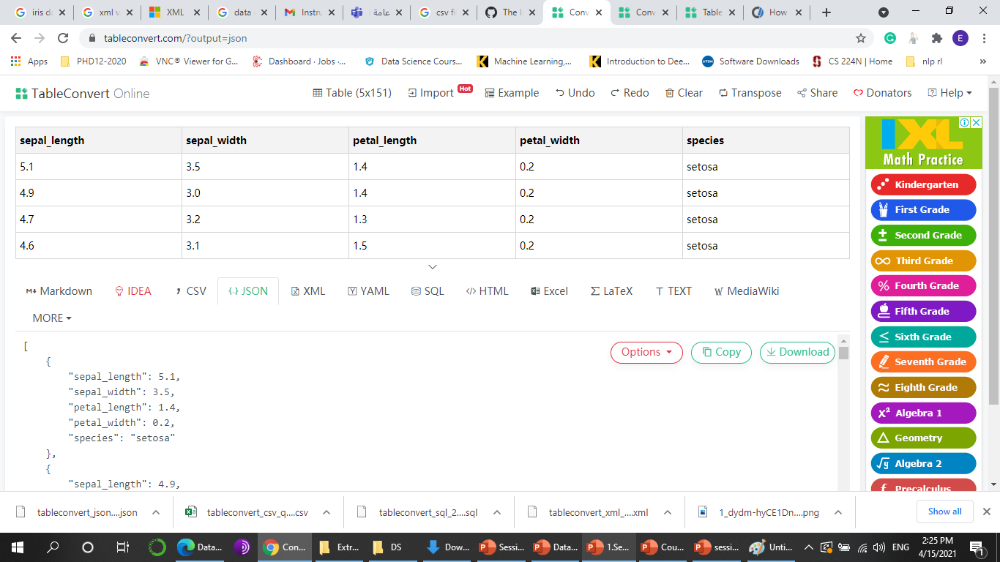 iris da
xml v
XML
data
Instru
عامة |
csv fi
The I
Conv
Conv
Table
How
tableconvert.com/?output=json
E
Apps
PHD12-2020
VNC® Viewer for G...
Dashboard · Jobs ·...
Data Science Cours...
Machine Learning,...
Introduction to Dee...
Software Downloads
CS 224N | Home
nlp rl
»
TableConvert Online
Table (5x151)
Import Hot
Example
Undo
Redo
Clear
Transpose
Share
Donators
Help
sepal_length sepal_width petal_length petal_width species
5.1 3.5 1.4 0.2 setosa
4.9 3.0 1.4 0.2 setosa
4.7 3.2 1.3 0.2 setosa
4.6 3.1 1.5 0.2 setosa
Markdown
IDEA
CSV
JSON
XML
YAML
SQL
HTML
Excel
LaTeX
TEXT
MediaWiki
MORE
Options
Copy
Download
[
{
"sepal_length": 5.1,
"sepal_width": 3.5,
"petal_length": 1.4,
"petal_width": 0.2,
"species": "setosa"
},
{
"sepal_length": 4.9,
IXL
Math Practice
Kindergarten
First Grade
Second Grade
Third Grade
Fourth Grade
Fifth Grade
Sixth Grade
Seventh Grade
Eighth Grade
x² Algebra 1
Geometry
√y Algebra 2
f Precalculus
tableconvert_json....json
tableconvert_csv_q....csv
tableconvert_sql_2....sql
tableconvert_xml_....xml
1_dydm-hyCE1Dn....png
Show all
Data...
Con...
Extr...
DS
Dow...
Sessi...
Data...
1.Se...
Cou...
sessi...
Unti...
ENG
2:25 PM
4/15/2021
1